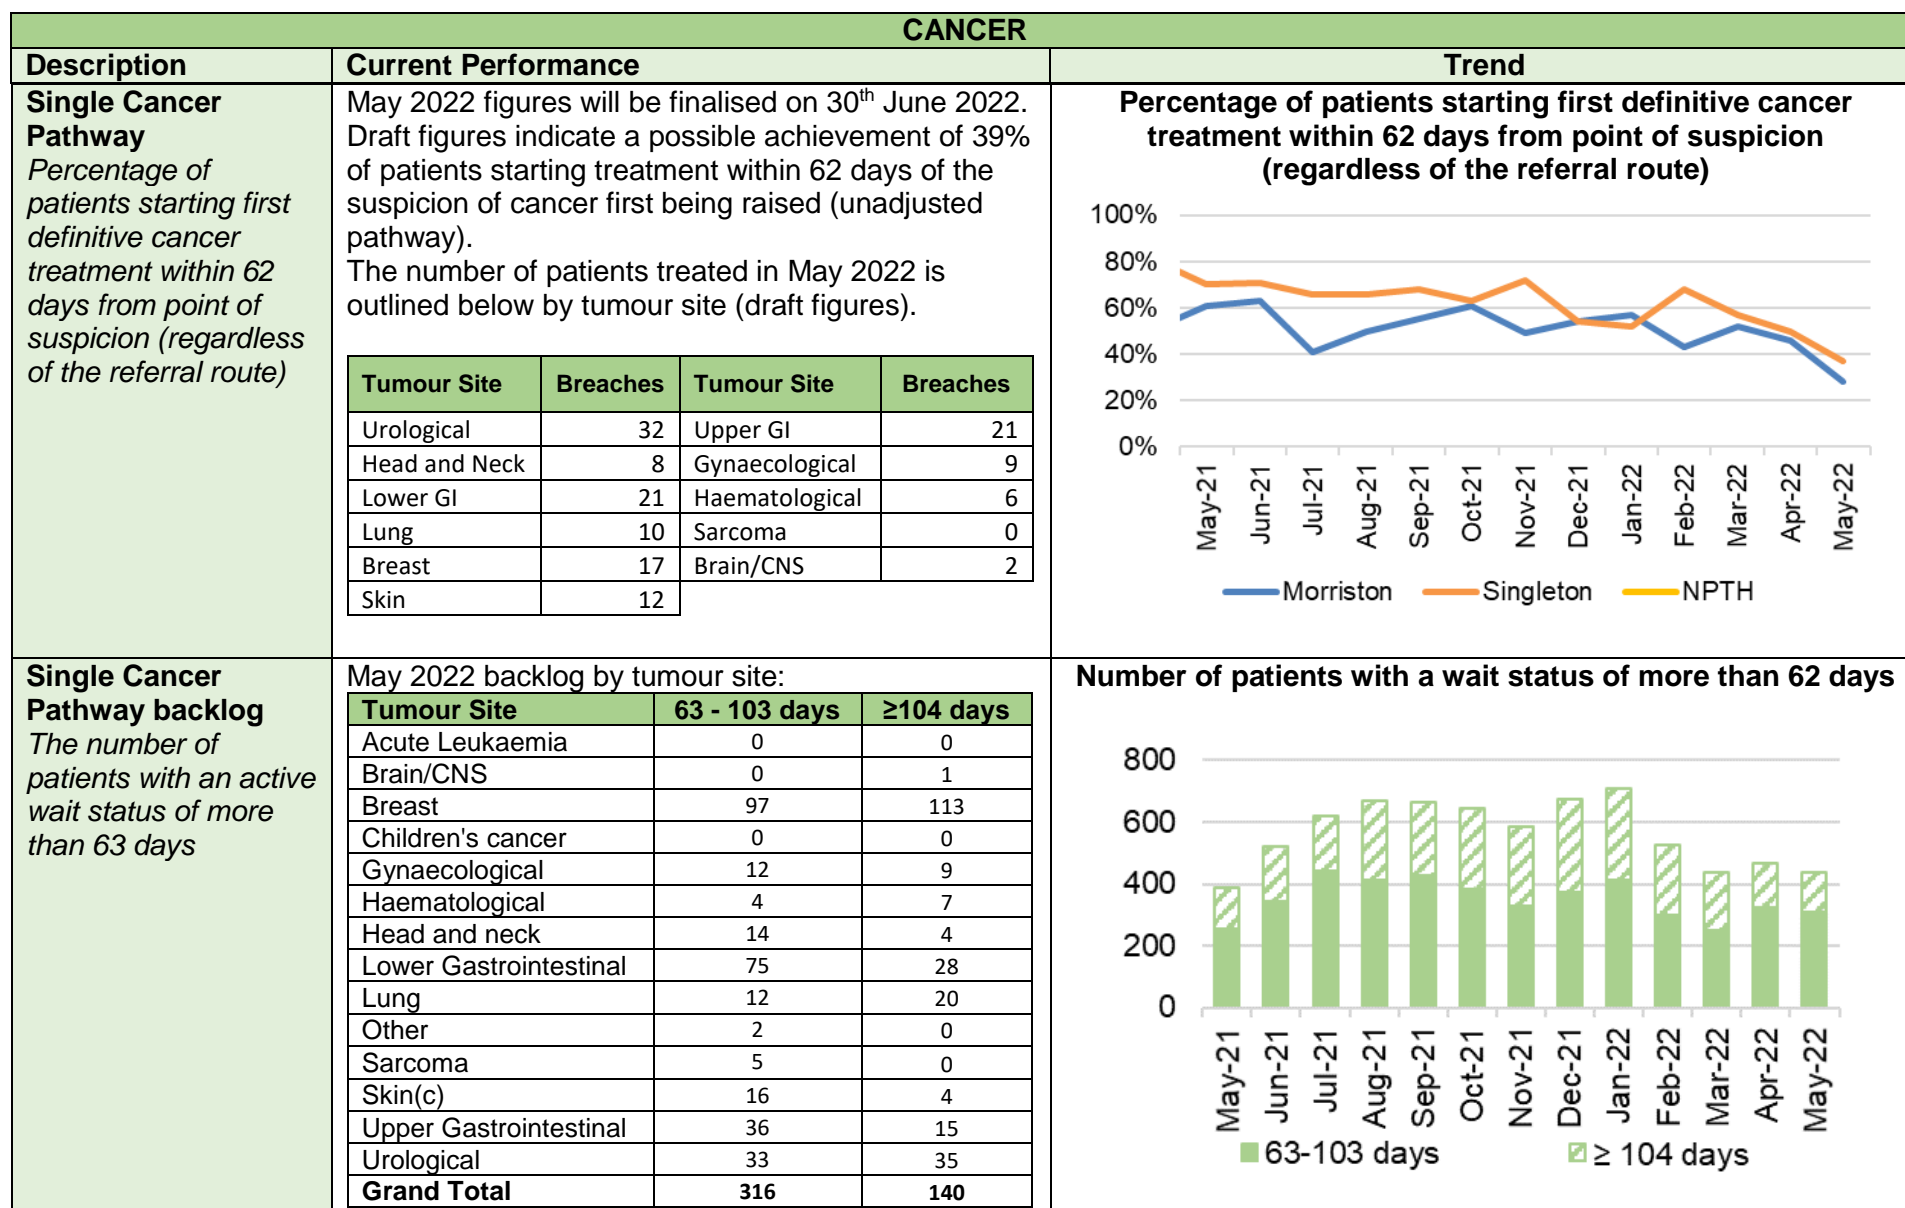 CANCER
Description Current Performance Trend
Single Cancer
Pathway
Percentage of
patients starting first
definitive cancer
treatment within 62
days from point of
suspicion (regardless
of the referral route)
May 2022 figures will be finalised on 30th June 2022.
Draft figures indicate a possible achievement of 39%
of patients starting treatment within 62 days of the
suspicion of cancer first being raised (unadjusted
pathway).
The number of patients treated in May 2022 is
outlined below by tumour site (draft figures).
Tumour Site Breaches Tumour Site Breaches
Urological 32 Upper GI 21
Head and Neck 8 Gynaecological 9
Lower GI 21 Haematological 6
Lung 10 Sarcoma 0
Breast 17 Brain/CNS 2
Skin 12
Percentage of patients starting first definitive cancer
treatment within 62 days from point of suspicion
(regardless of the referral route)
100%
80%
60%
40%
20%
0%
May-21 Jun-21 Jul-21 Aug-21 Sep-21 Oct-21 Nov-21 Dec-21 Jan-22 Feb-22 Mar-22 Apr-22 May-22
Morriston Singleton NPTH
Single Cancer
Pathway backlog
The number of
patients with an active
wait status of more
than 63 days
May 2022 backlog by tumour site:
Tumour Site 63 - 103 days ≥104 days
Acute Leukaemia 0 0
Brain/CNS 0 1
Breast 97 113
Children's cancer 0 0
Gynaecological 12 9
Haematological 4 7
Head and neck 14 4
Lower Gastrointestinal 75 28
Lung 12 20
Other 2 0
Sarcoma 5 0
Skin(c) 16 4
Upper Gastrointestinal 36 15
Urological 33 35
Grand Total 316 140
Number of patients with a wait status of more than 62 days
800
600
400
200
0
May-21 Jun-21 Jul-21 Aug-21 Sep-21 Oct-21 Nov-21 Dec-21 Jan-22 Feb-22 Mar-22 Apr-22 May-22
63-103 days ≥ 104 days